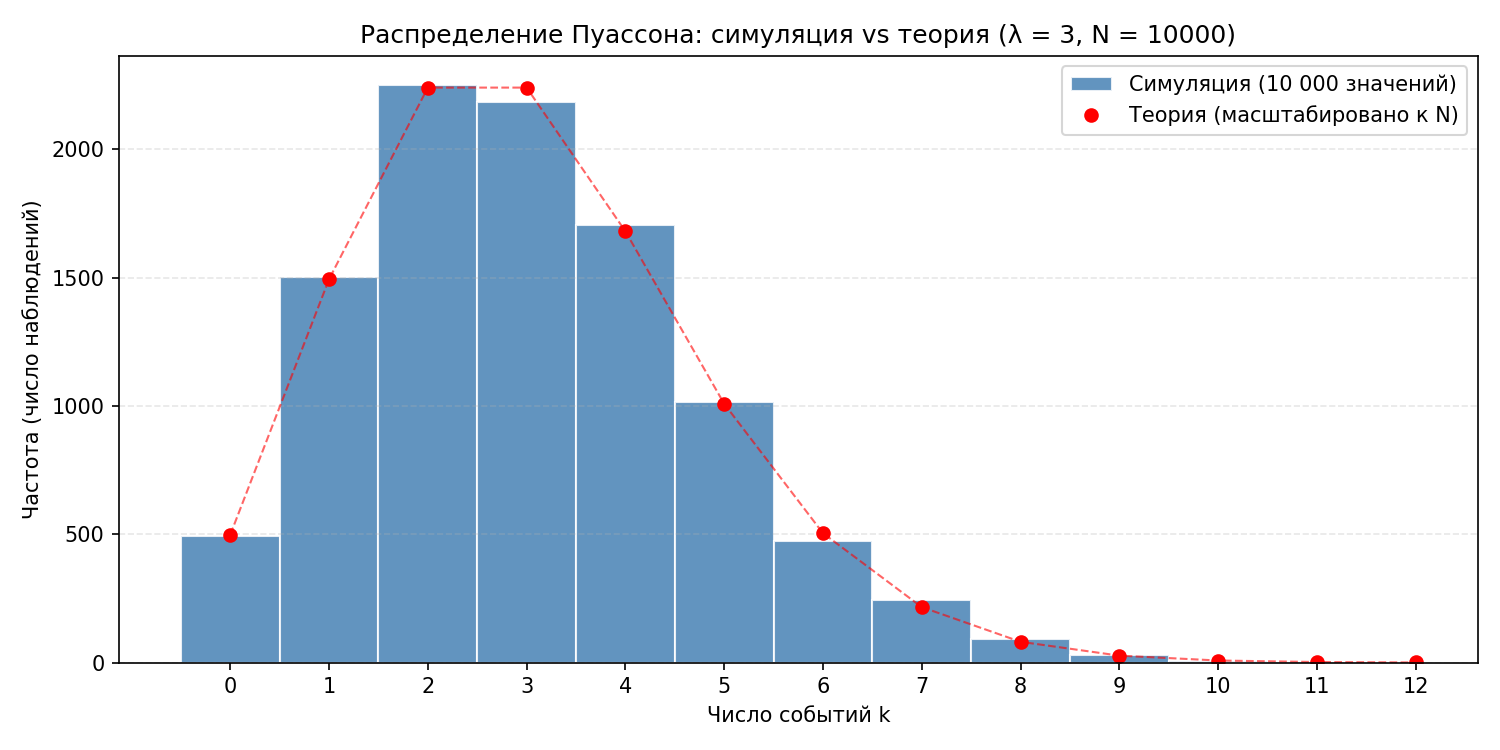 Распределение Пуассона: симуляция vs теория (λ = 3, N = 10000)
Симуляция (10 000 значений)
Теория (масштабировано к N)
Частота (число наблюдений)
2000
1500
1000
500
0
0 1 2 3 4 5 6 7 8 9 10 11 12
Число событий k